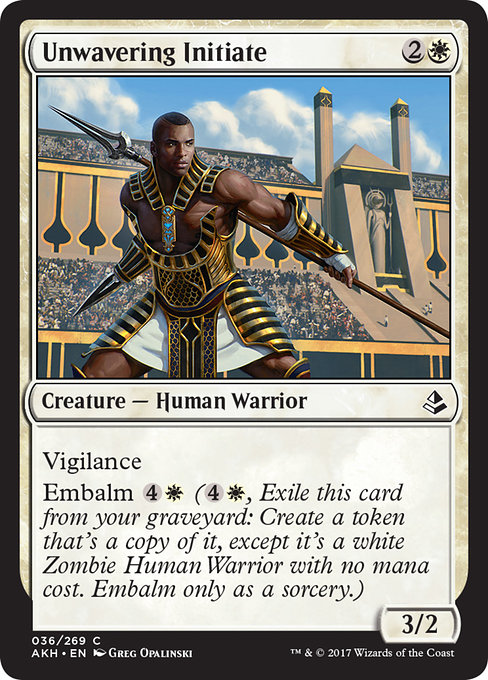 Unwavering Initiate 2
Creature — Human Warrior
Vigilance
Embalm 4 (4, Exile this card
from your graveyard: Create a token
that's a copy of it, except it's a white
Zombie Human Warrior with no mana
cost. Embalm only as a sorcery.)
3/2
036/269 C
AKH • EN Greg Opalinski
™ & © 2017 Wizards of the Coast